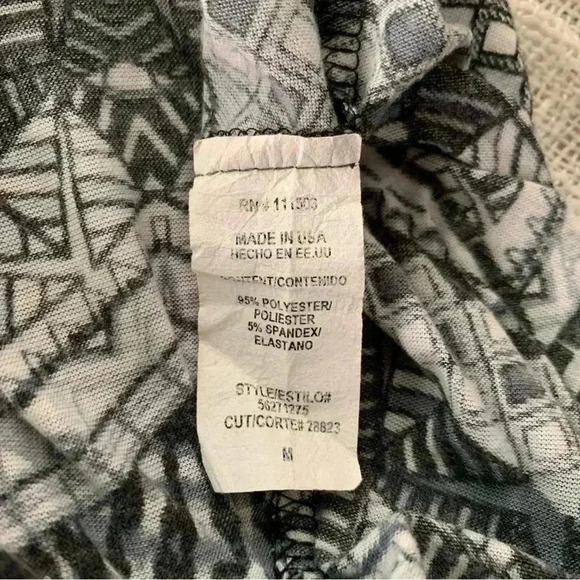 RN # 111503
MADE IN USA
HECHO EN EE.UU
CONTENT/CONTENIDO
95% POLYESTER/
POLIESTER
5% SPANDEX/
ELASTANO
STYLE/ESTILO#
56271275
CUT/CORTE# 28823
M